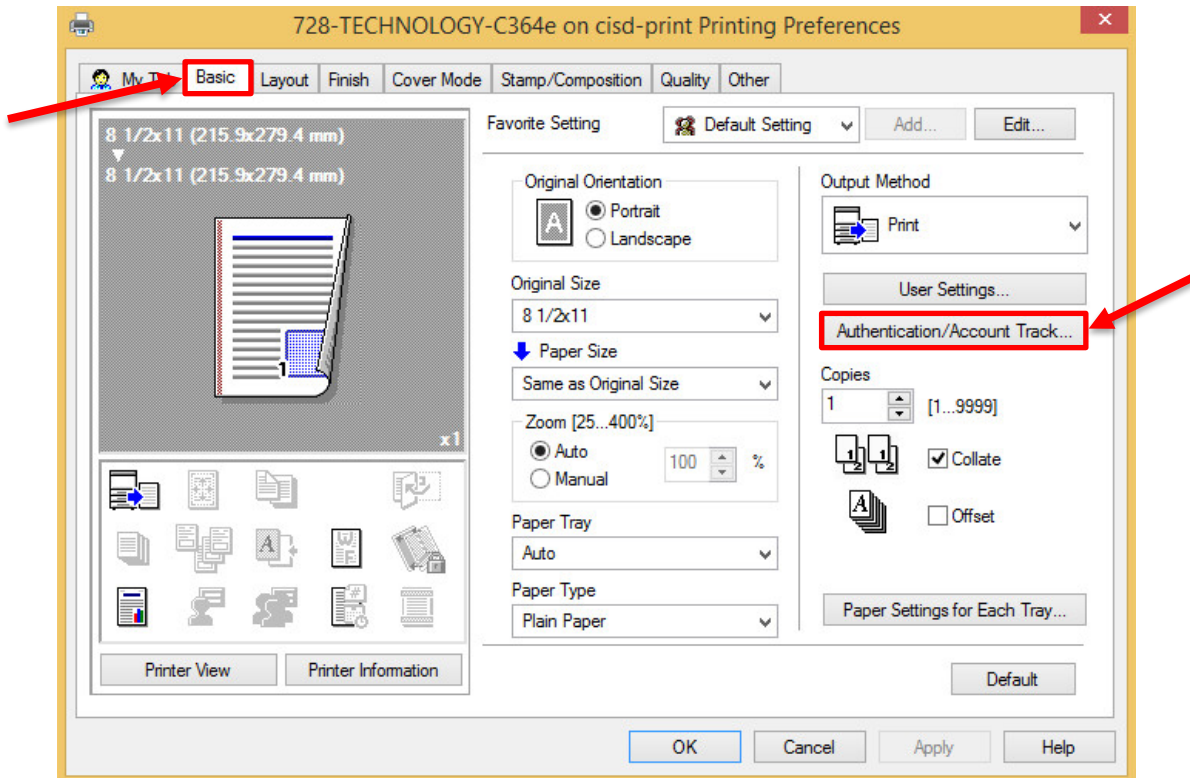 728-TECHNOLOGY-C364e on cisd-print Printing Preferences
My Tab Basic Layout Finish Cover Mode Stamp/Composition Quality Other
8 1/2x11 (215.9x279.4 mm)
8 1/2x11 (215.9x279.4 mm)
1
x1
Printer View Printer Information
Favorite Setting Default Setting Add... Edit...
Original Orientation
A
Portrait
Landscape
Original Size
8 1/2x11
Paper Size
Same as Original Size
Zoom [25...400%]
Auto
Manual
100 %
Paper Tray
Auto
Paper Type
Plain Paper
Output Method
Print
User Settings...
Authentication/Account Track...
Copies
1 [1...9999]
Collate
Offset
Paper Settings for Each Tray...
Default
OK Cancel Apply Help